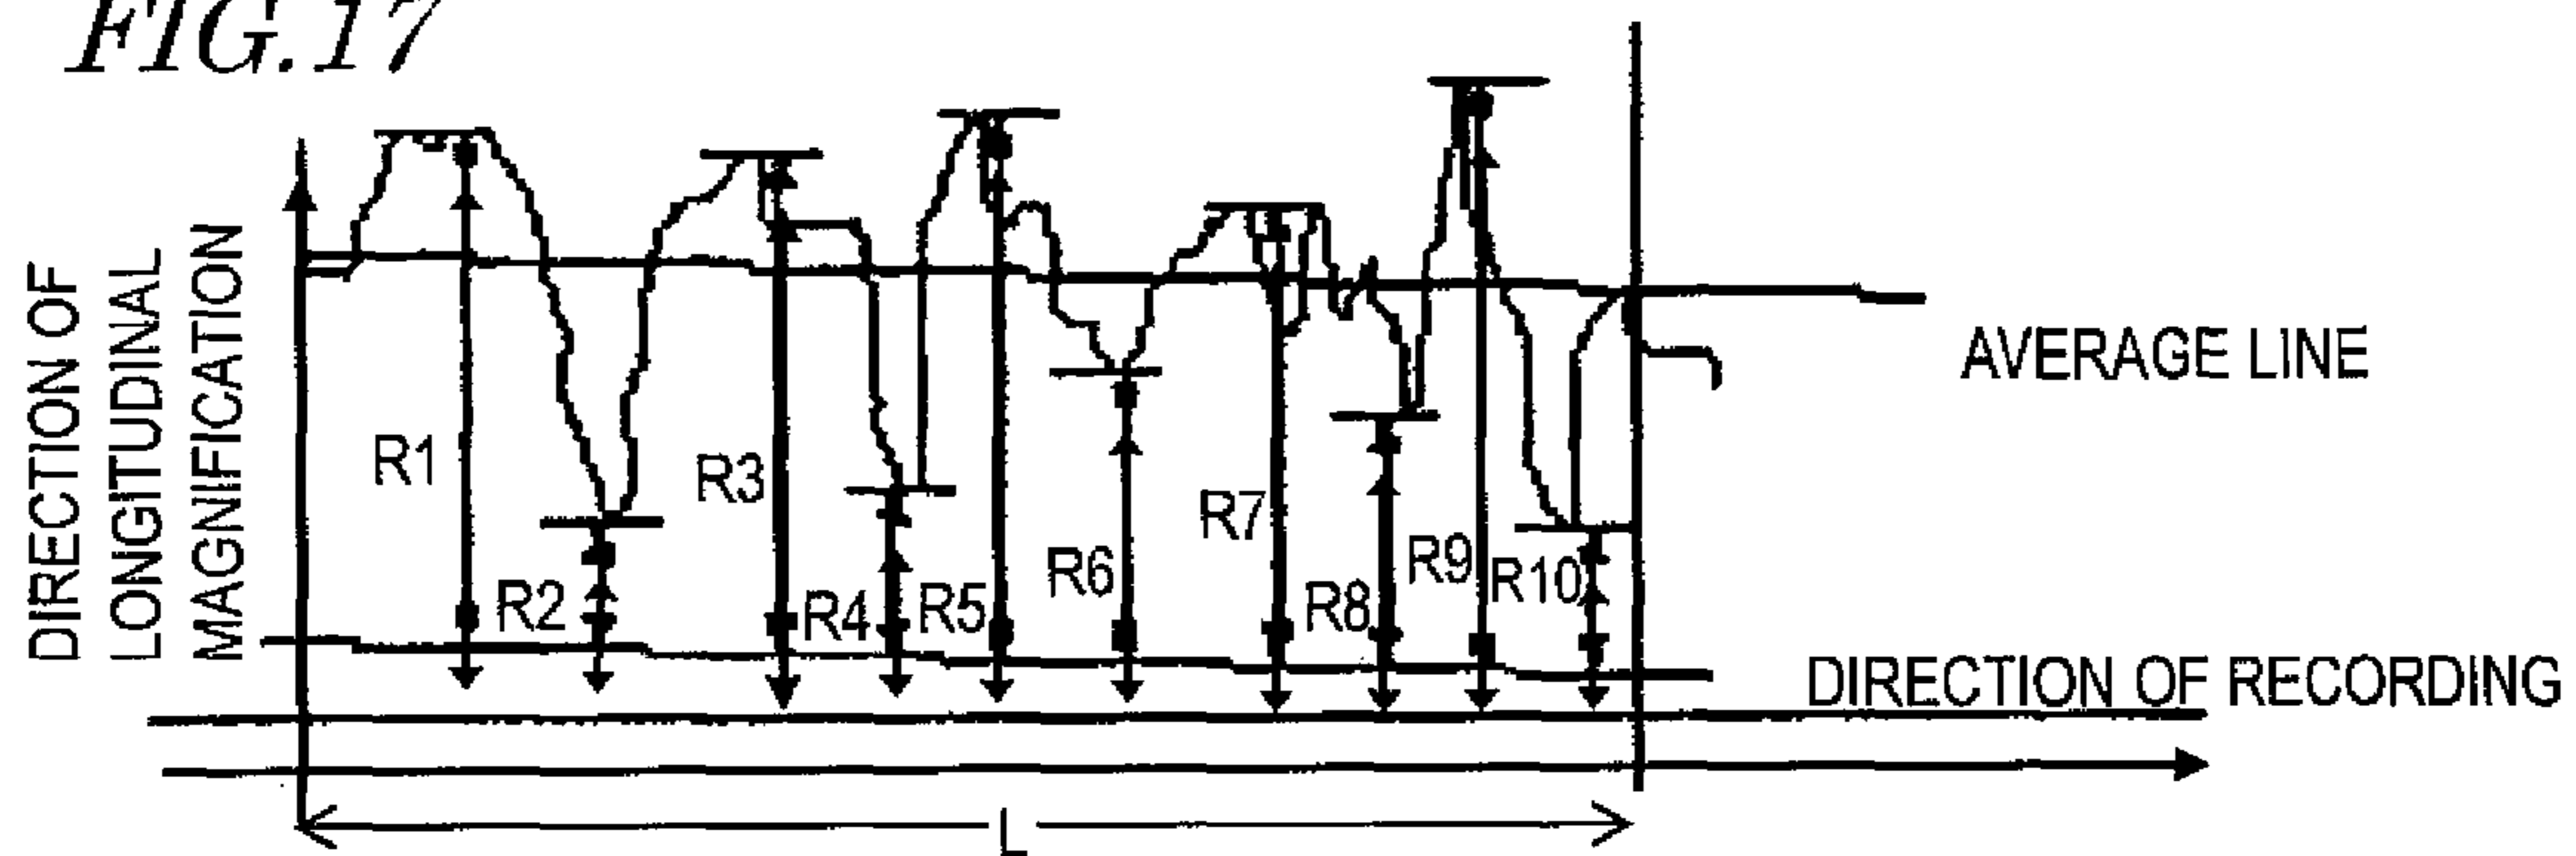 FIG.17
DIRECTION OF
LONGITUDINAL
MAGNIFICATION
R1
R2
R3
R4
R5
R6
R7
R8
R9
R10
AVERAGE LINE
DIRECTION OF RECORDING
L